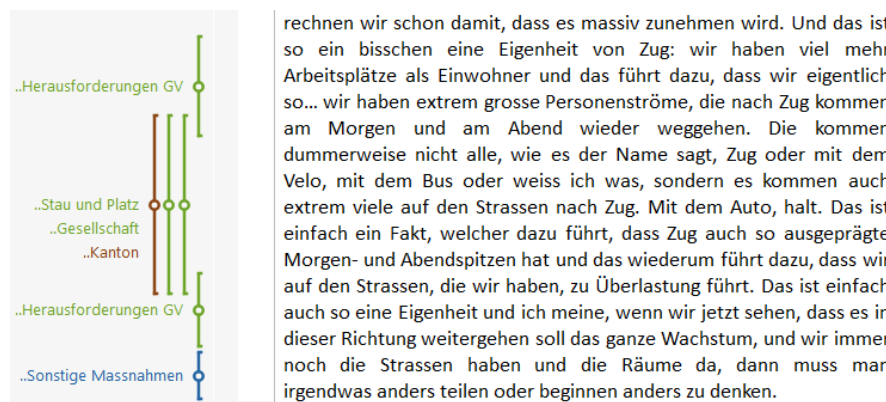 ..Herausforderungen GV
..Stau und Platz
..Gesellschaft
..Kanton
..Herausforderungen GV
..Sonstige Massnahmen
rechnen wir schon damit, dass es massiv zunehmen wird. Und das ist
so ein bisschen eine Eigenheit von Zug: wir haben viel mehr
Arbeitsplätze als Einwohner und das führt dazu, dass wir eigentlich
so... wir haben extrem grosse Personenströme, die nach Zug kommen
am Morgen und am Abend wieder weggehen. Die kommen
dummerweise nicht alle, wie es der Name sagt, Zug oder mit dem
Velo, mit dem Bus oder weiss ich was, sondern es kommen auch
extrem viele auf den Strassen nach Zug. Mit dem Auto, halt. Das ist
einfach ein Fakt, welcher dazu führt, dass Zug auch so ausgeprägte
Morgen- und Abendspitzen hat und das wiederum führt dazu, dass wir
auf den Strassen, die wir haben, zu Überlastung führt. Das ist einfach
auch so eine Eigenheit und ich meine, wenn wir jetzt sehen, dass es in
dieser Richtung weitergehen soll das ganze Wachstum, und wir immer
noch die Strassen haben und die Räume da, dann muss man
irgendwas anders teilen oder beginnen anders zu denken.